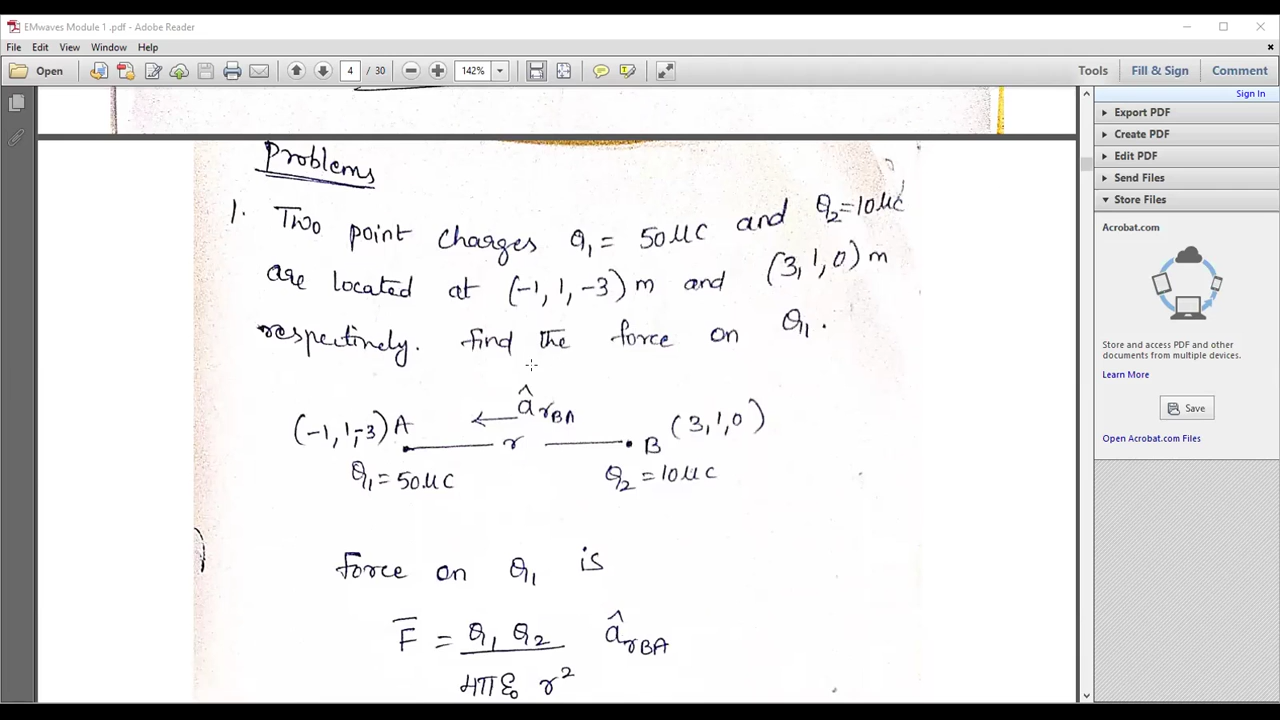 EMwaves Module 1 .pdf - Adobe Reader
File Edit View Window Help
Open 4 / 30 142% Tools Fill & Sign Comment
Sign In
Export PDF
Create PDF
Edit PDF
Send Files
Store Files
Acrobat.com
Store and access PDF and other
documents from multiple devices.
Learn More
Save
Open Acrobat.com Files
Problems
1. Two point charges Q₁ = 50μC and Q₂=10μC
are located at (-1, 1, -3) m and (3, 1, 0) m
respectively. find the force on Q₁.
â rBA
(-1, 1, -3) A r B (3, 1, 0)
Q₁ = 50μC Q₂ = 10μC
force on Q₁ is
F̅ = Q₁ Q₂ / 4π€₀ r² â rBA